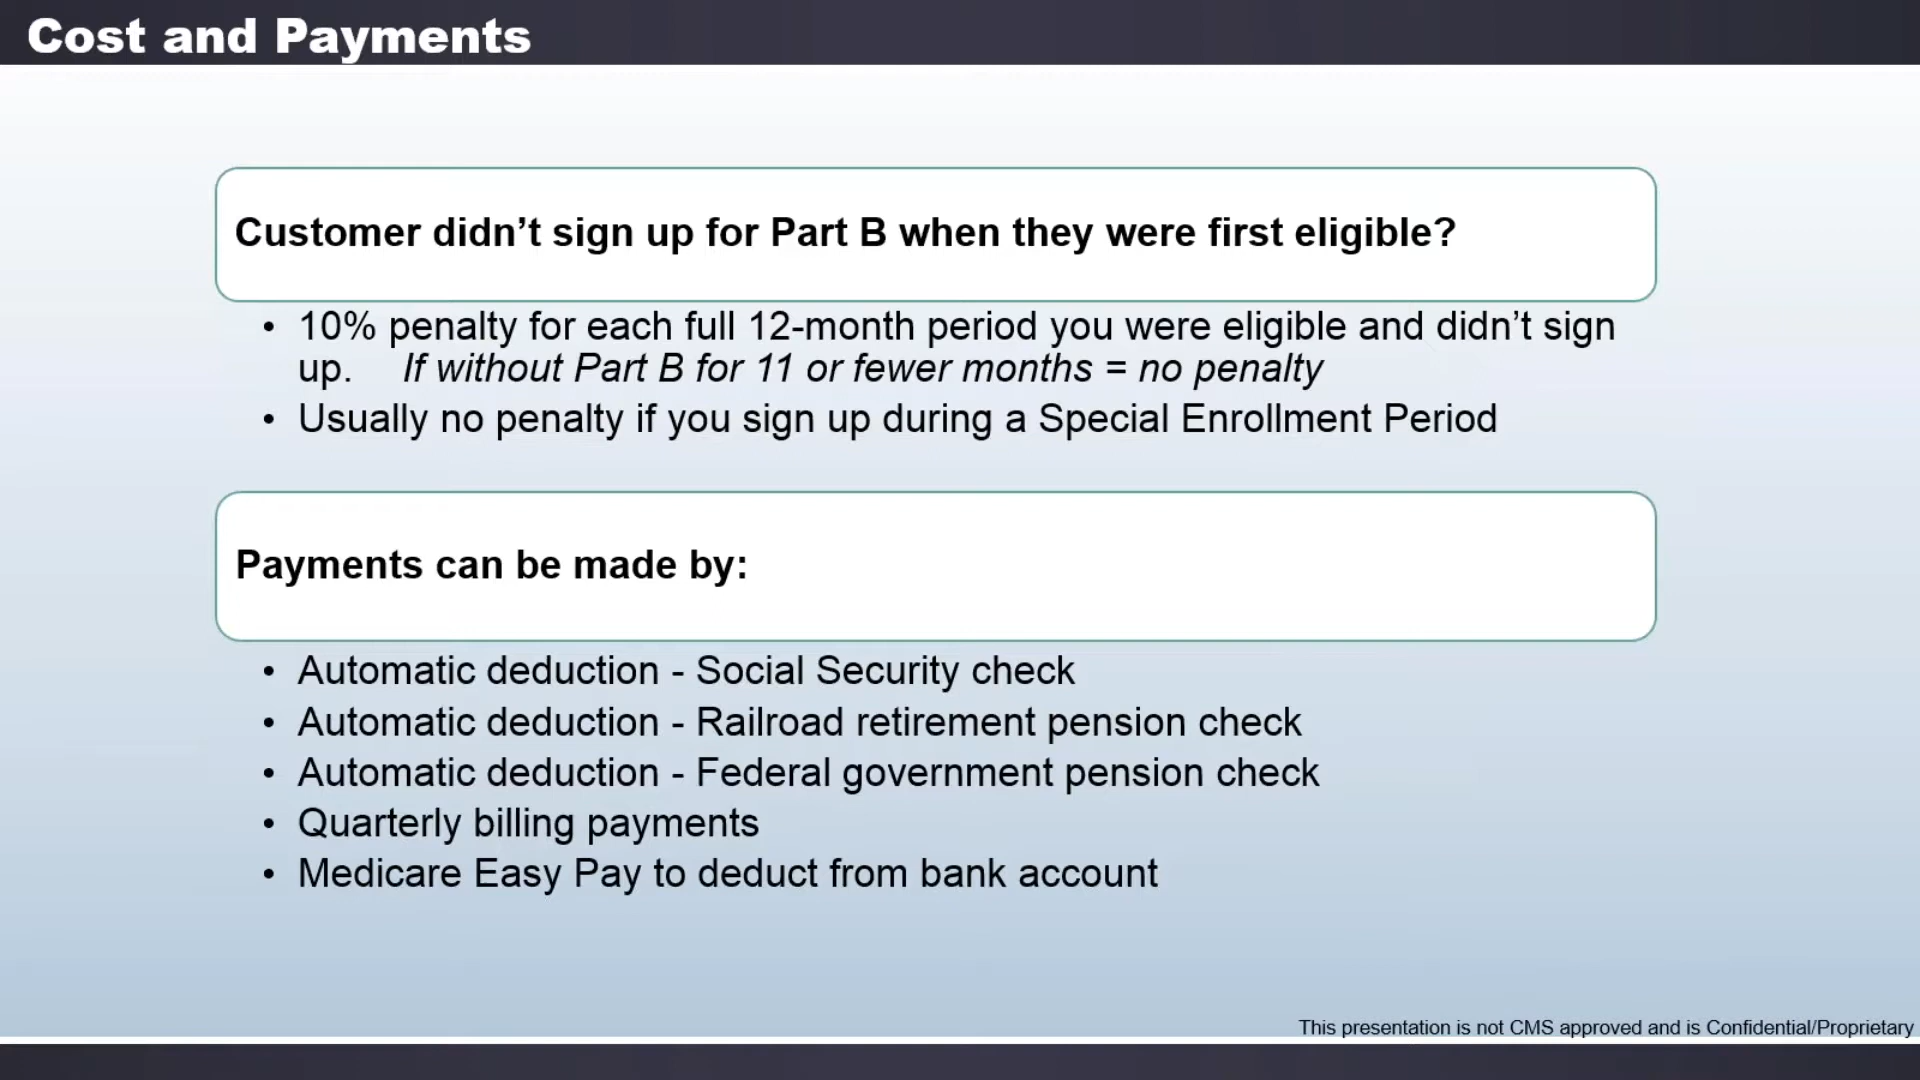 Cost and Payments
Customer didn’t sign up for Part B when they were first eligible?
• 10% penalty for each full 12-month period you were eligible and didn’t sign
up. If without Part B for 11 or fewer months = no penalty
• Usually no penalty if you sign up during a Special Enrollment Period
Payments can be made by:
• Automatic deduction - Social Security check
• Automatic deduction - Railroad retirement pension check
• Automatic deduction - Federal government pension check
• Quarterly billing payments
• Medicare Easy Pay to deduct from bank account
This presentation is not CMS approved and is Confidential/Proprietary